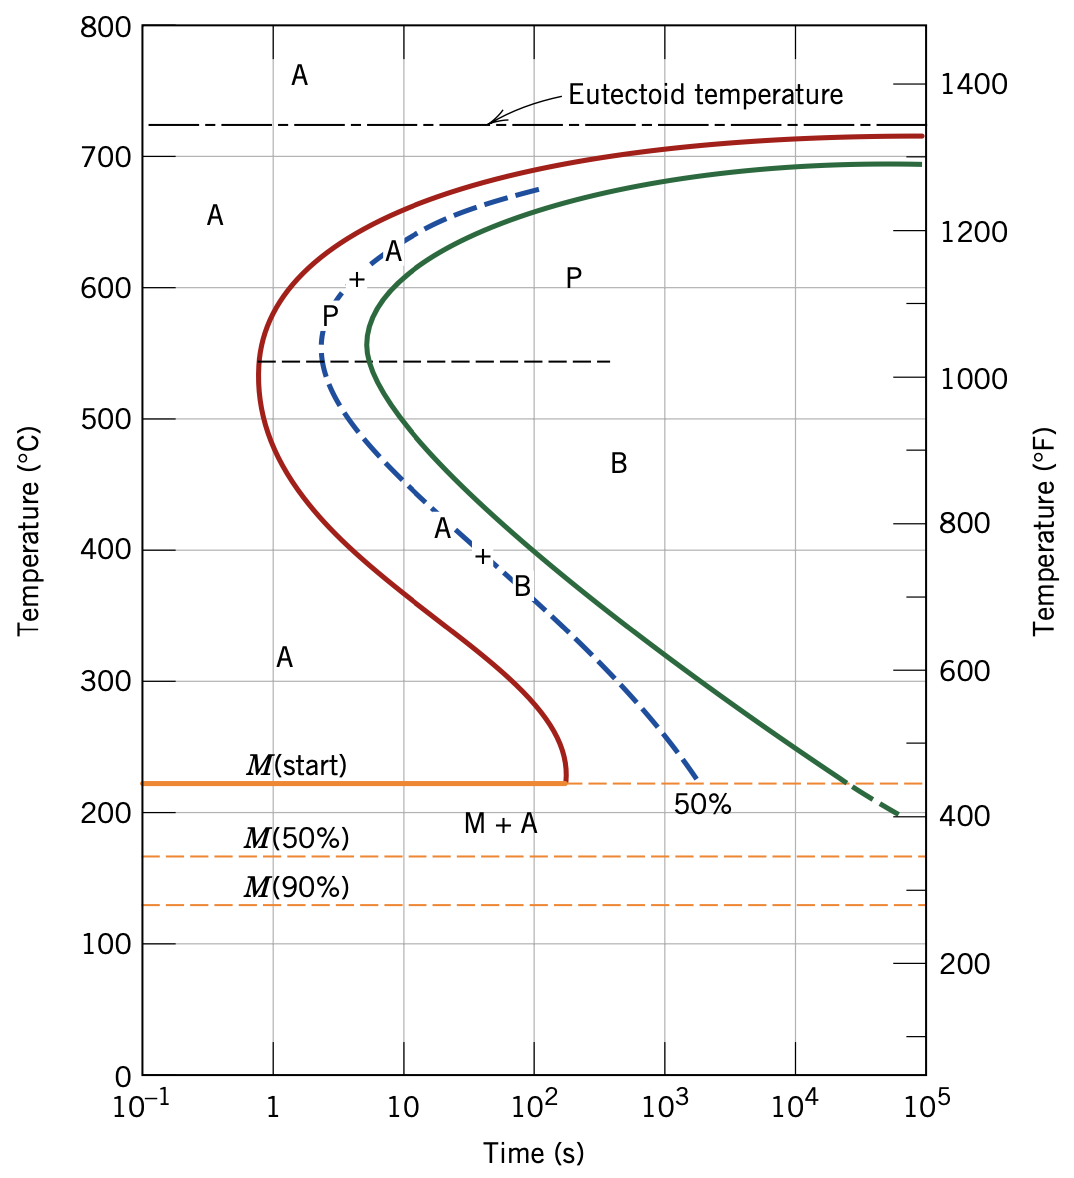 800
A
1400
Eutectoid temperature
700
A
1200
A
+
P
P
600
1000
500
B
Temperature (°C)
Temperature (°F)
A
800
400
+
B
A
300
600
M(start)
50%
200
M + A
400
M(50%)
M(90%)
100
200
0
10⁻¹ 1 10 10² 10³ 10⁴ 10⁵
Time (s)